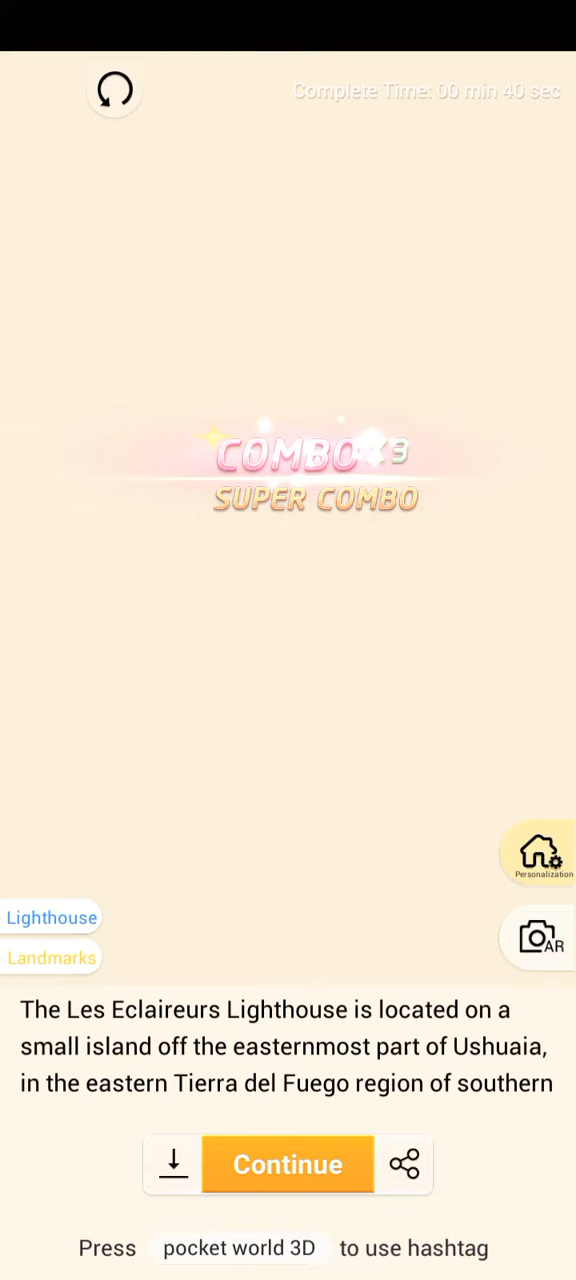 Complete Time: 00 min 40 sec
COMBO x3
SUPER COMBO
Personalization
Lighthouse
AR
Landmarks
The Les Eclaireurs Lighthouse is located on a
small island off the easternmost part of Ushuaia,
in the eastern Tierra del Fuego region of southern
Continue
Press pocket world 3D to use hashtag